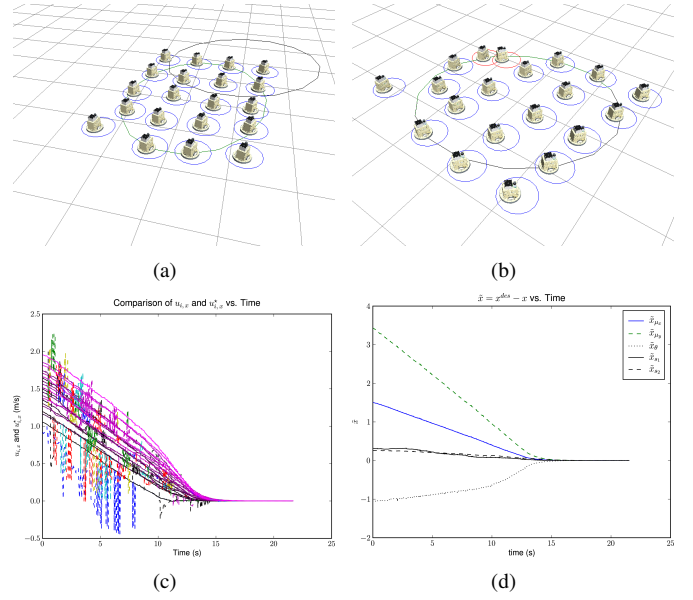 (a)
(b)
Comparison of u_{i,x} and u*_{i,x} vs. Time
2.5
2.0
1.5
1.0
0.5
0.0
−0.5
u_{i,x} and u*_{i,x} (m/s)
0 5 10 15 20 25
Time (s)
(c)
x̃ = x^{des} − x vs. Time
4
3
2
1
0
−1
−2
x̃
x̃_{μ_x}
x̃_{μ_y}
x̃_θ
x̃_{s_1}
x̃_{s_2}
0 5 10 15 20 25
time (s)
(d)